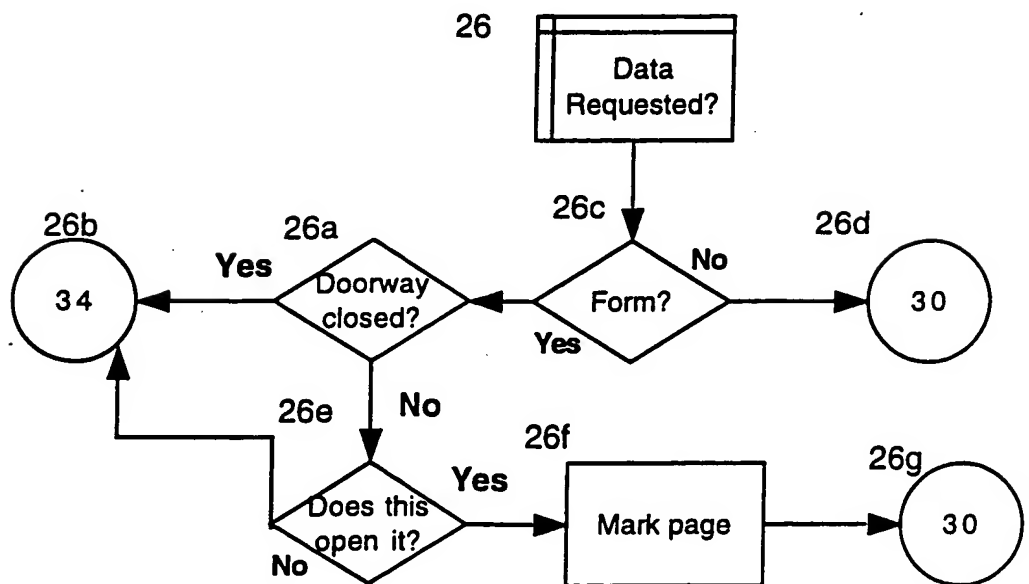 26
Data
Requested?
26c
26d
26b
26a
Yes
Doorway
closed?
34
No
Form?
Yes
30
26e
No
26f
26g
Yes
Does this
open it?
No
Mark page
30